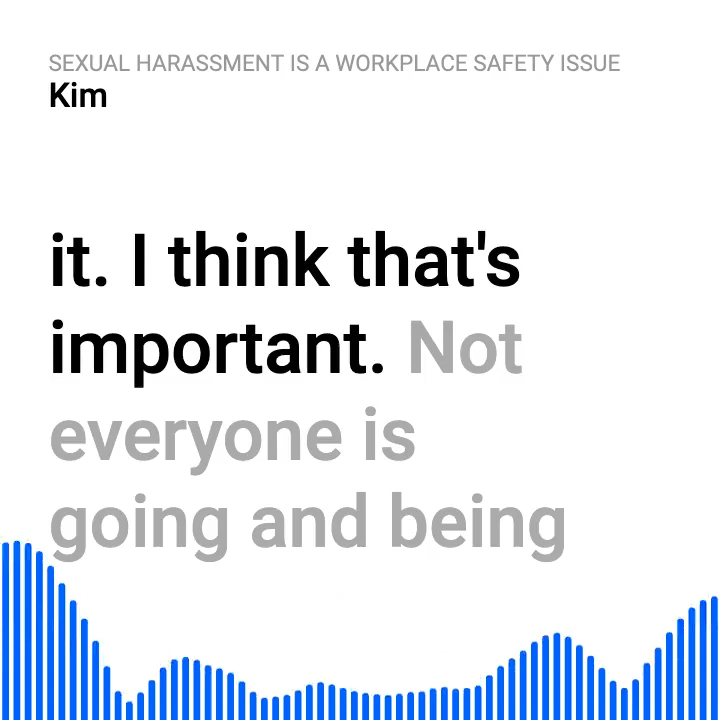 SEXUAL HARASSMENT IS A WORKPLACE SAFETY ISSUE
Kim
it. I think that's
important. Not
everyone is
going and being